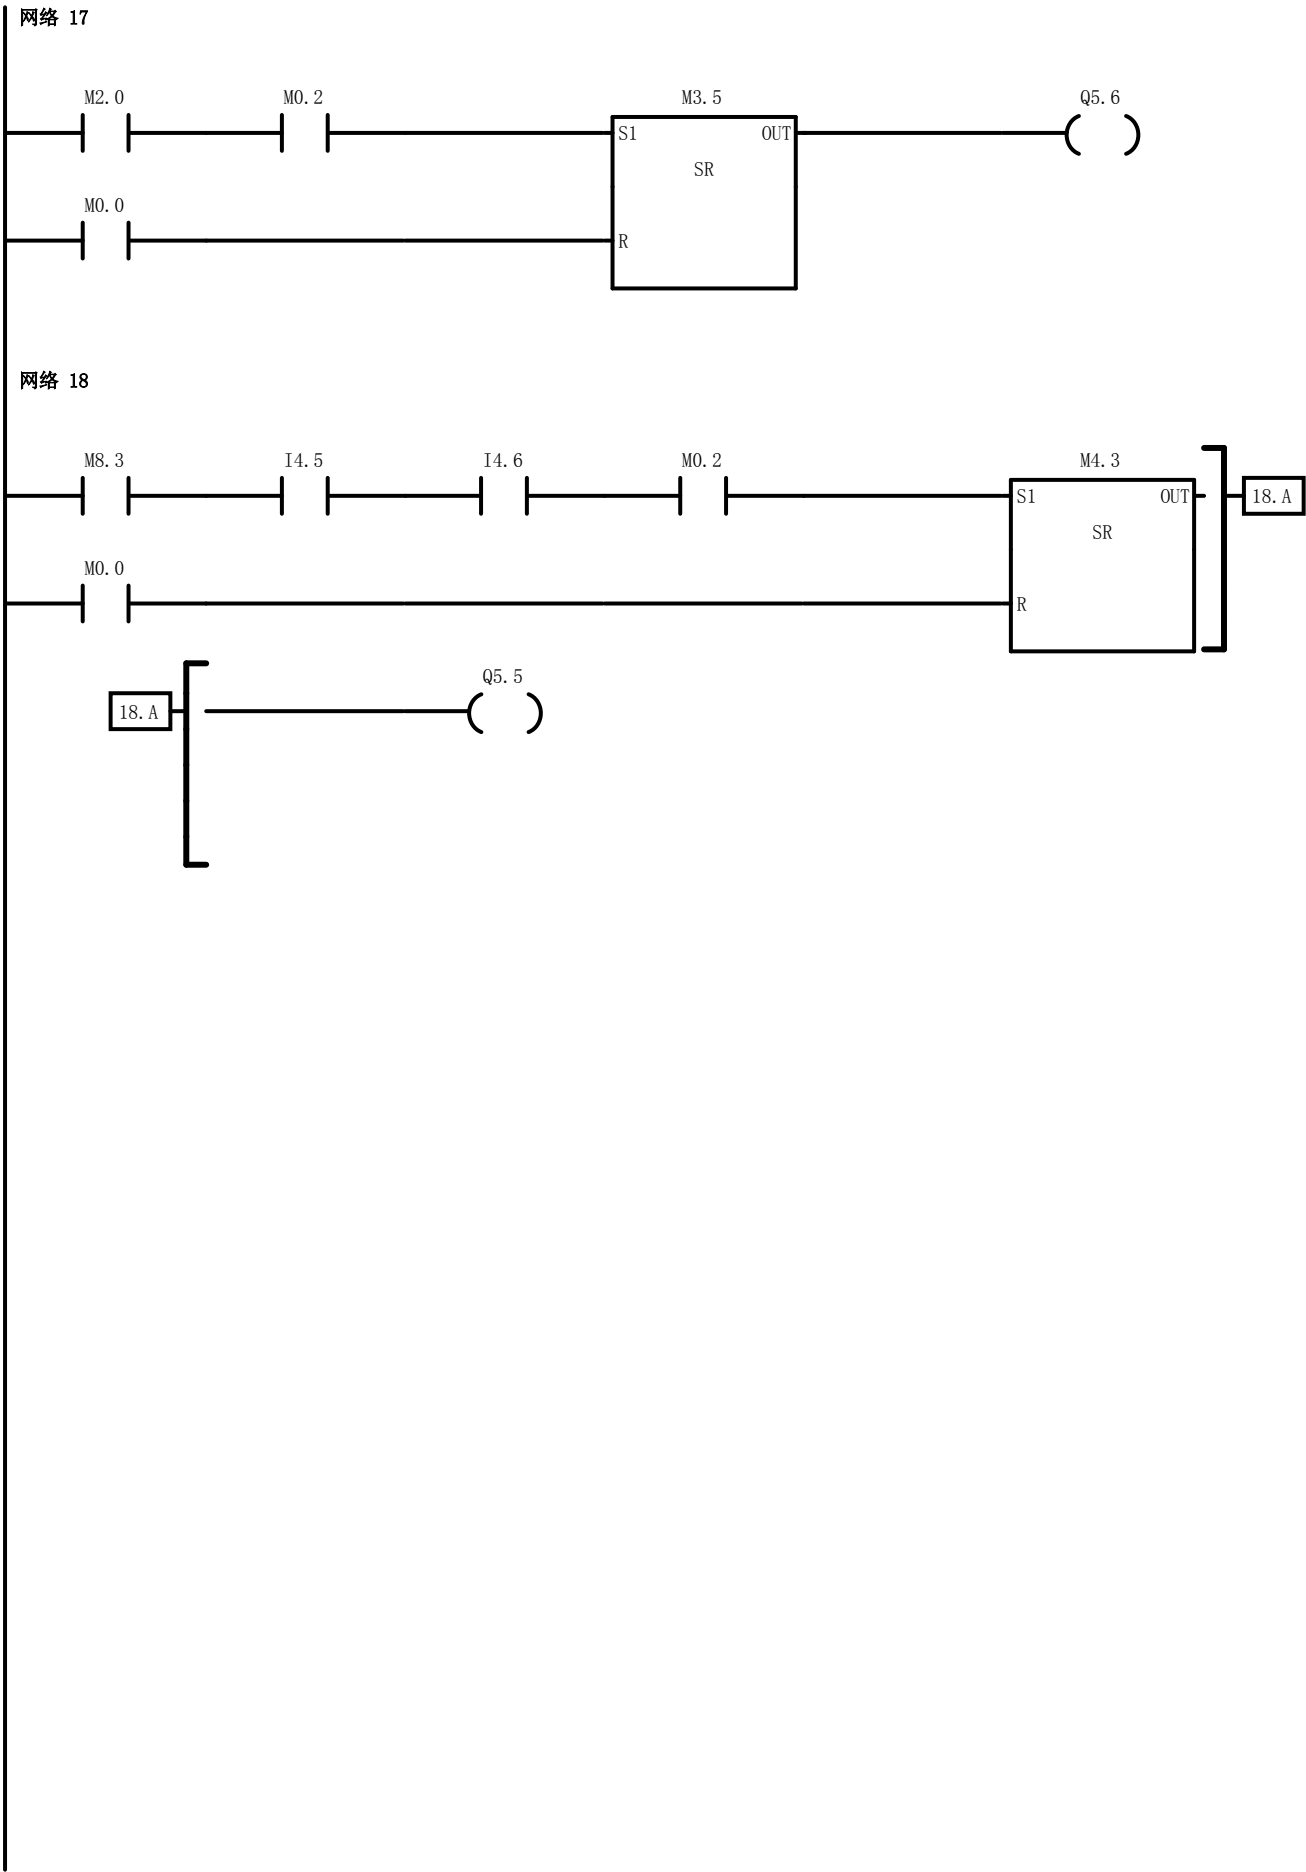 网络 17
M2.0 M0.2 M3.5 Q5.6
S1 OUT
SR
M0.0
R
网络 18
M8.3 I4.5 I4.6 M0.2 M4.3
S1 OUT 18.A
SR
M0.0
R
Q5.5
18.A